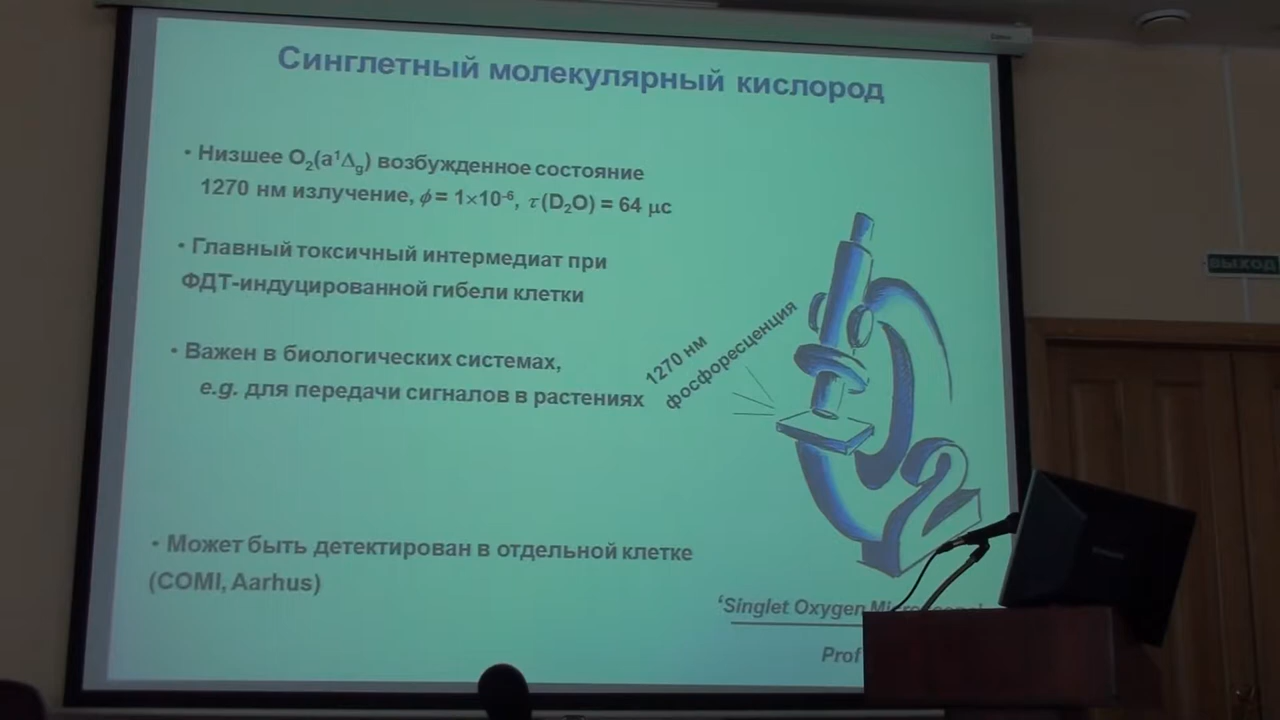 Синглетный молекулярный кислород
• Низшее O₂(a¹Δg) возбужденное состояние
1270 нм излучение, ϕ = 1×10⁻⁶, τ (D₂O) = 64 μс
• Главный токсичный интермедиат при
ФДТ-индуцированной гибели клетки
• Важен в биологических системах,
e.g. для передачи сигналов в растениях
1270 нм
фосфоресценция
• Может быть детектирован в отдельной клетке
(COMI, Aarhus)
‘Singlet Oxygen
Prof
ВЫХОД